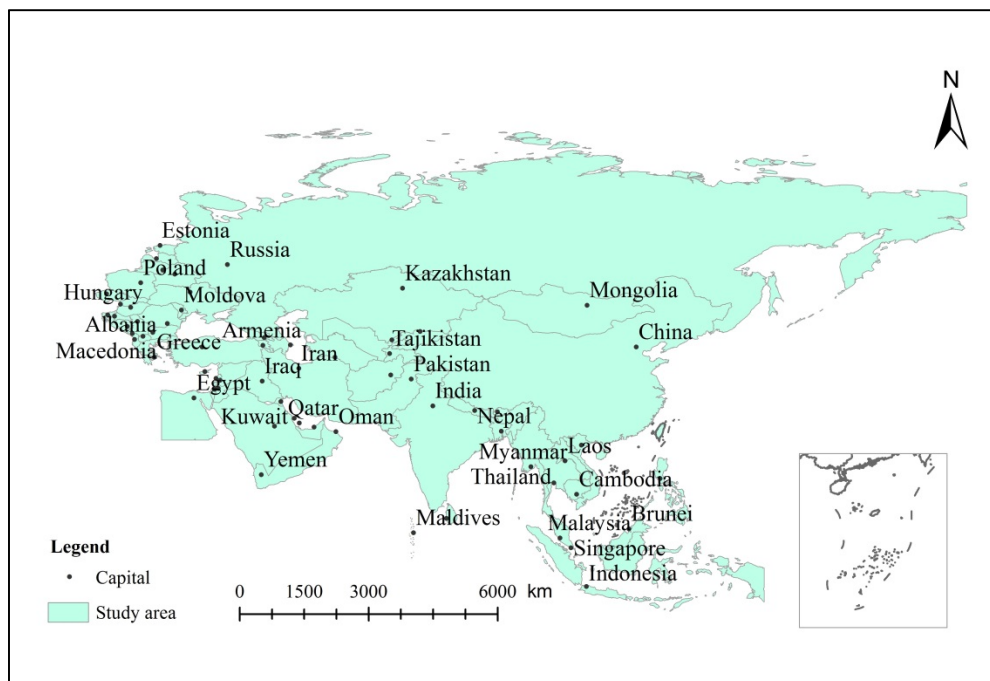 N
Estonia
Russia
Poland
Kazakhstan
Hungary
Moldova
Mongolia
Albania
Armenia
China
Macedonia
Greece
Iran
Tajikistan
Iraq
Pakistan
Egypt
India
Kuwait
Qatar
Oman
Nepal
Myanmar
Laos
Yemen
Thailand
Cambodia
Maldives
Malaysia
Brunei
Singapore
Indonesia
Legend
Capital
Study area
0 1500 3000 6000 km